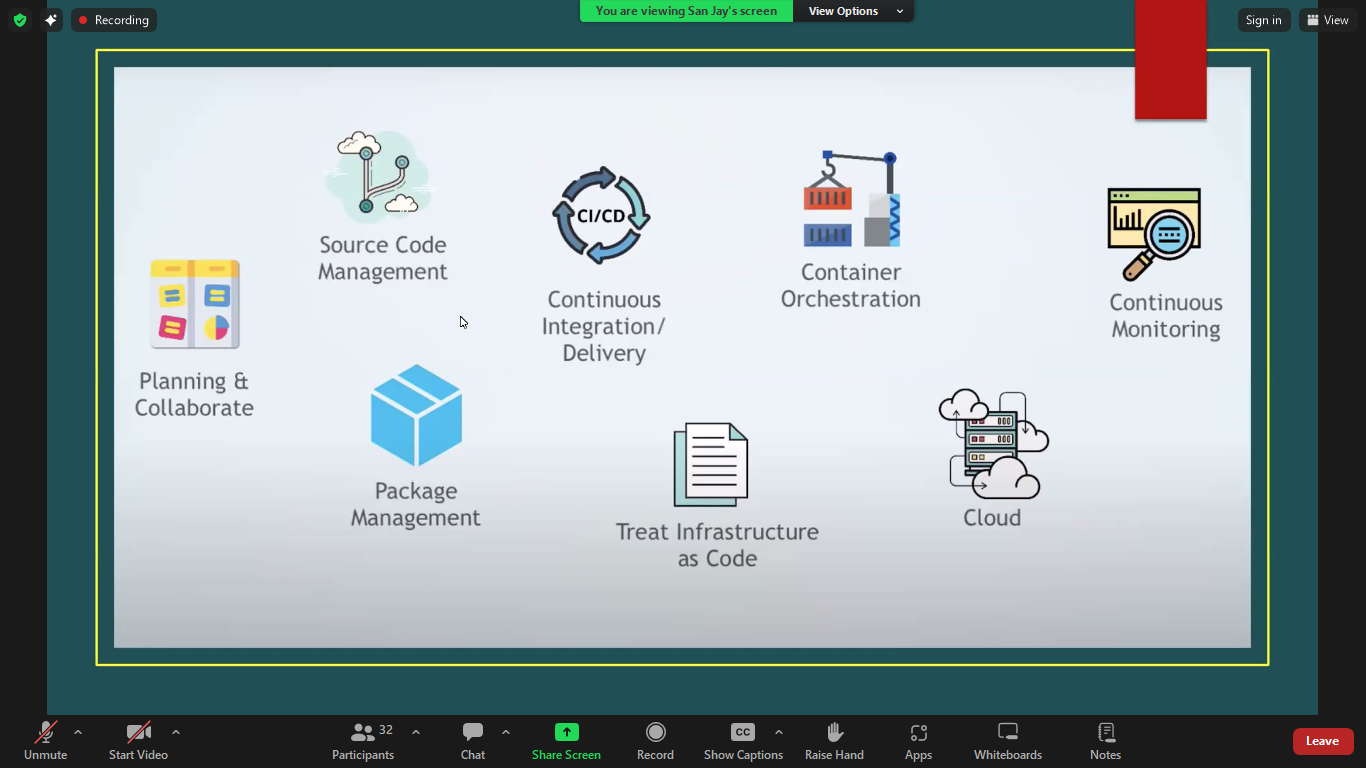 Recording
You are viewing San Jay's screen
View Options
Sign in
View
Source Code
Management
CI/CD
Continuous
Integration/
Delivery
Container
Orchestration
Continuous
Monitoring
Planning &
Collaborate
Package
Management
Treat Infrastructure
as Code
Cloud
Unmute
Start Video
32
Participants
Chat
Share Screen
Record
CC
Show Captions
Raise Hand
Apps
Whiteboards
Notes
Leave